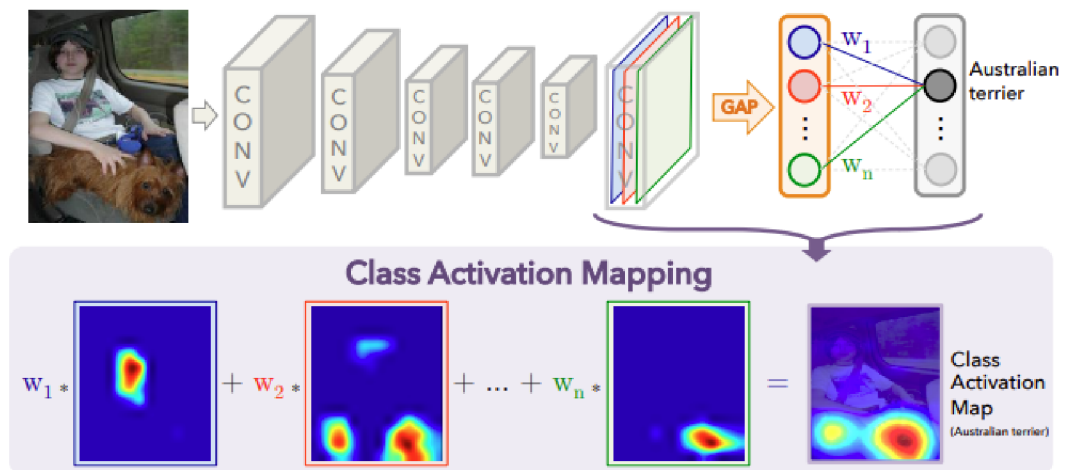 CONV
CONV
CONV
CONV
CONV
CONV
GAP
w1
w2
⋮
wn
⋮
Australian
terrier
Class Activation Mapping
w1 * + w2 * + ... + wn * =
Class
Activation
Map
(Australian terrier)